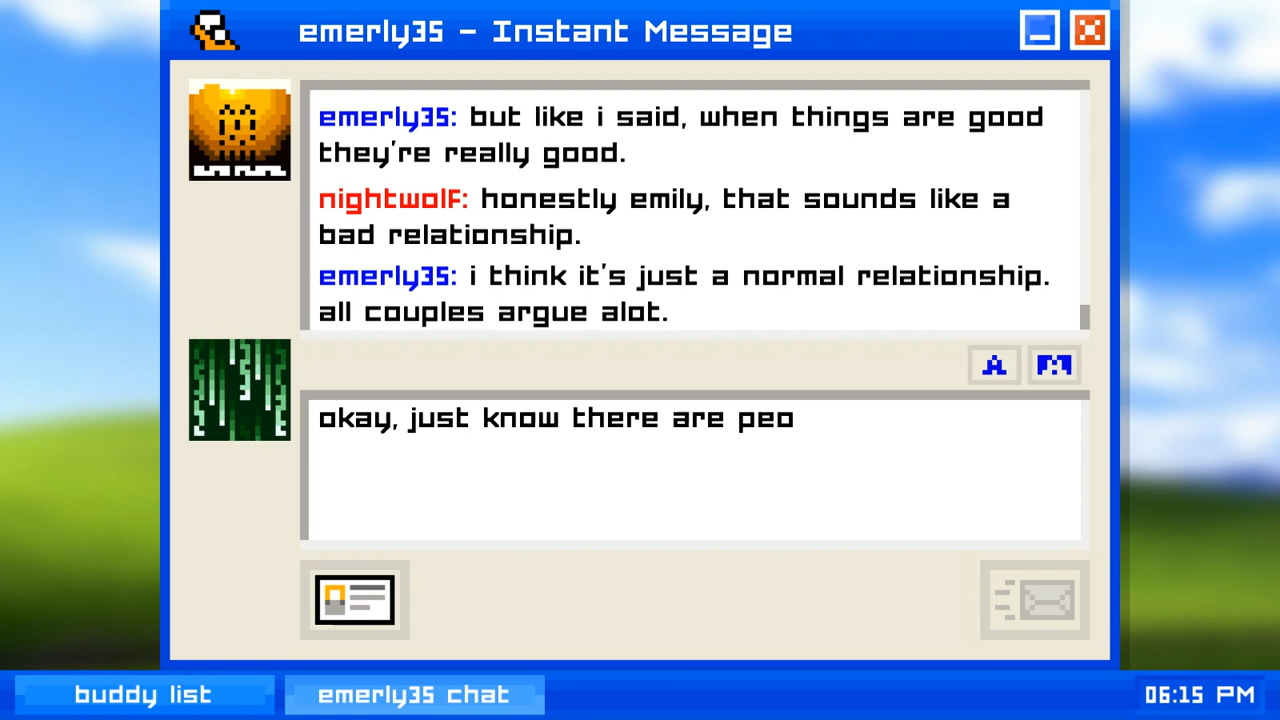 emerly35 - Instant Message
emerly35: but like i said, when things are good
they're really good.
nightwolf: honestly emily, that sounds like a
bad relationship.
emerly35: i think it's just a normal relationship.
all couples argue alot.
A
okay, just know there are peo
buddy list
emerly35 chat
06:15 PM